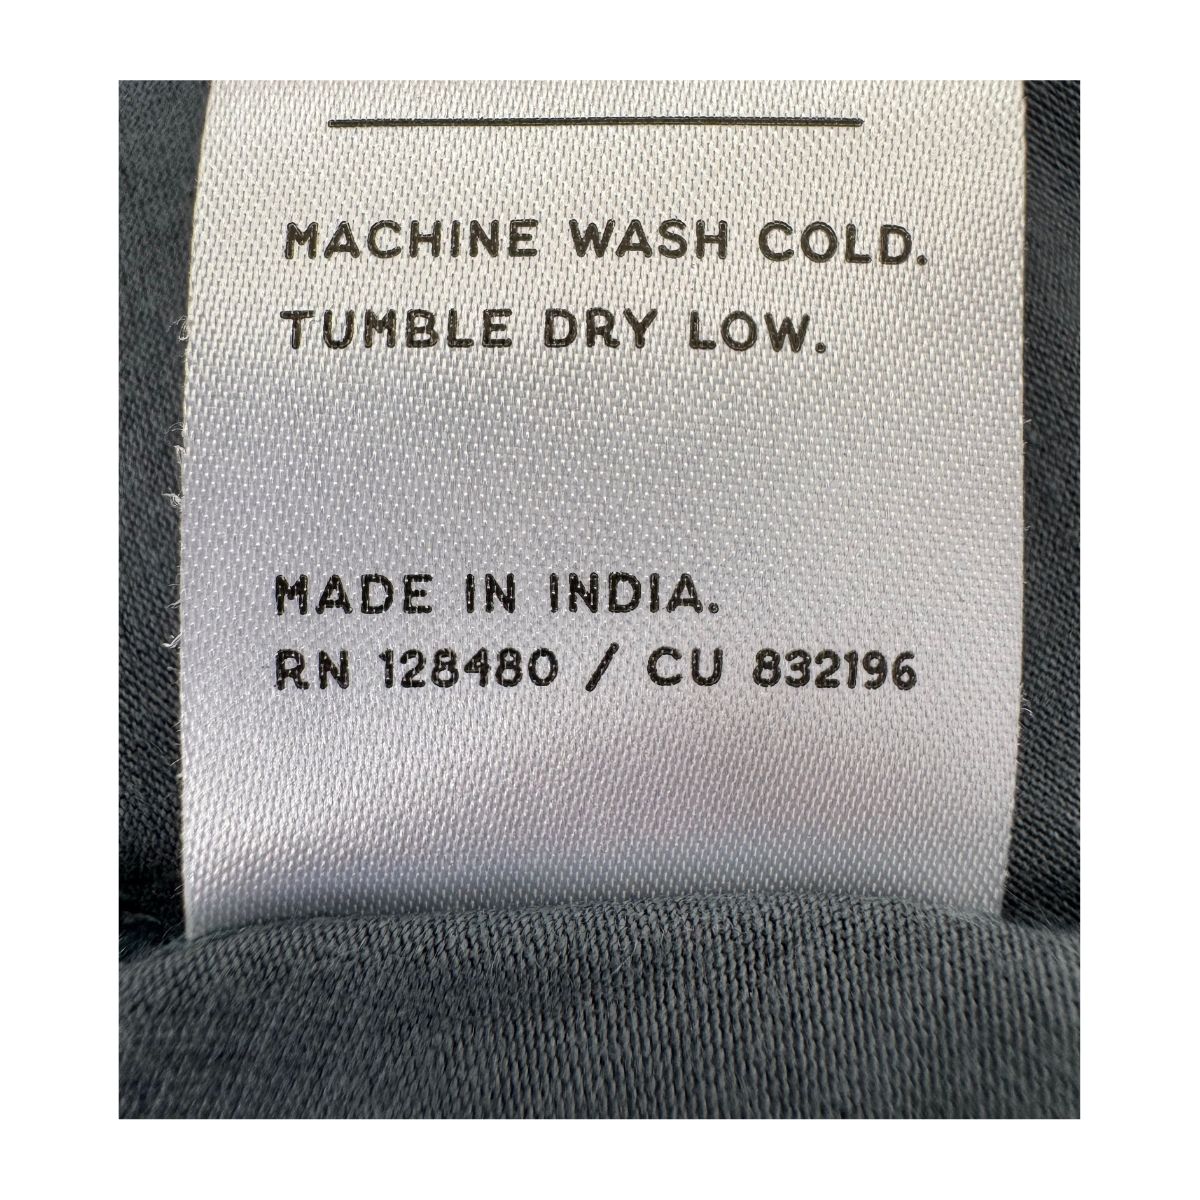 MACHINE WASH COLD.
TUMBLE DRY LOW.
MADE IN INDIA.
RN 128480 / CU 832196